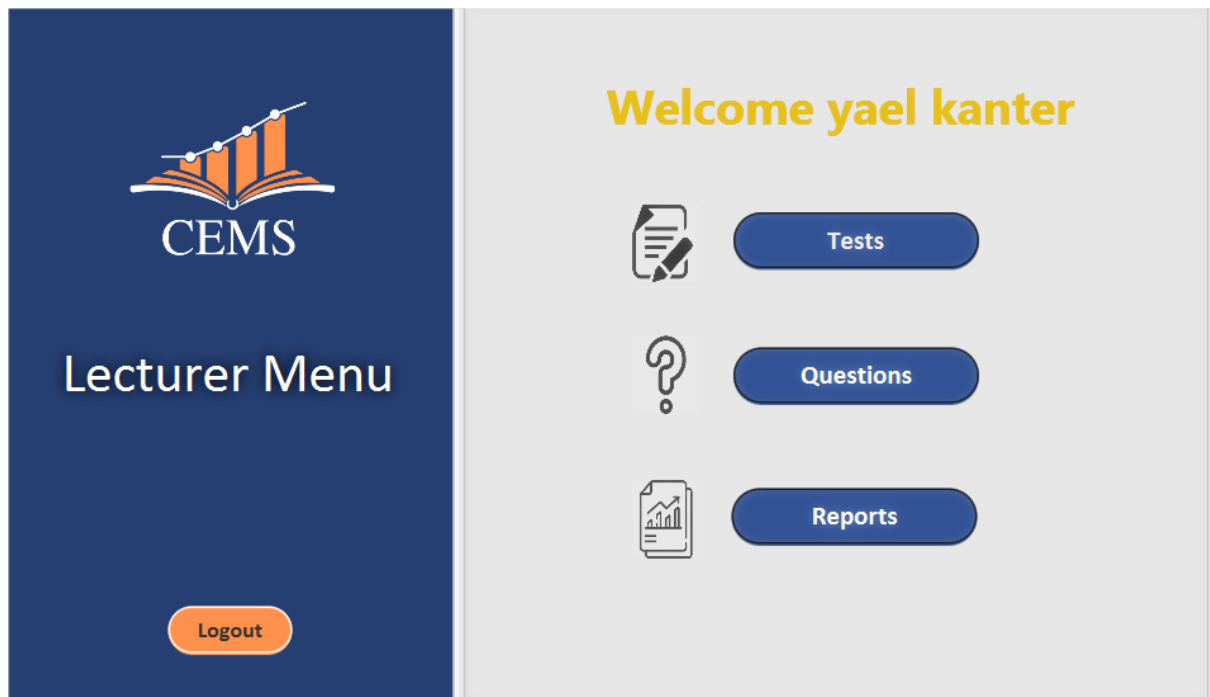 CEMS
Lecturer Menu
Logout
Welcome yael kanter
Tests
Questions
Reports